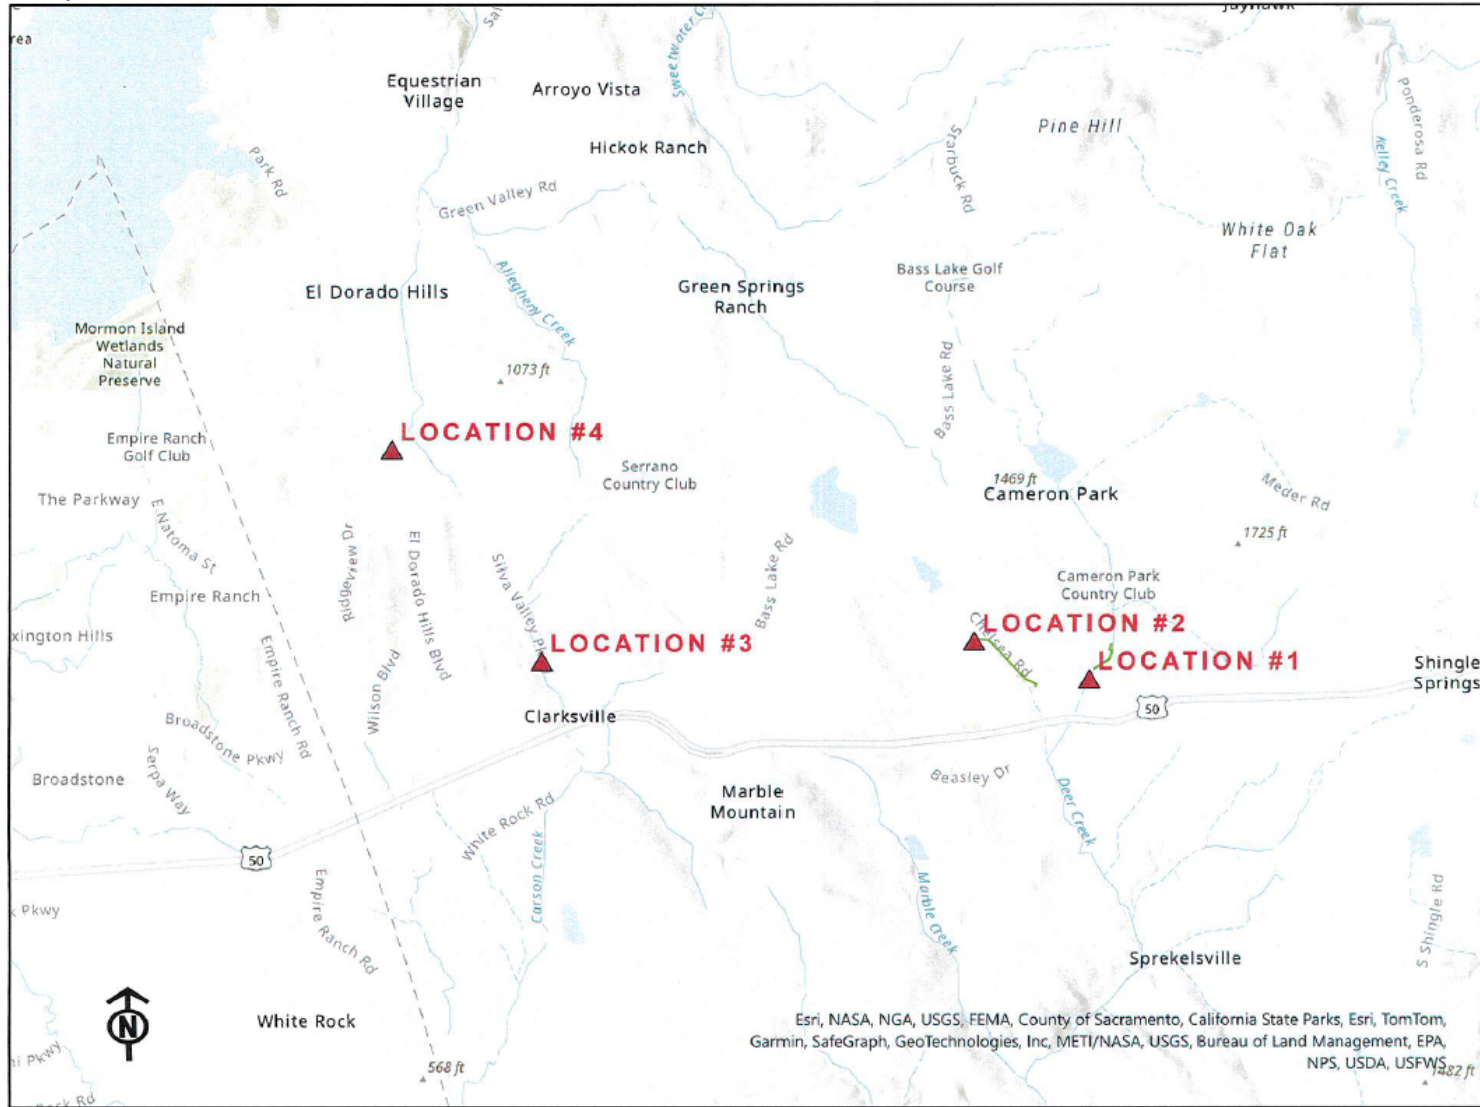 Jayhawk
rea
Sweetwater
Equestrian
Village
Arroyo Vista
Hickok Ranch
Pine Hill
Ponderosa Rd
Kelley Creek
Starbuck Rd
Park Rd
Green Valley Rd
White Oak
Flat
Allegheny Creek
Bass Lake Golf
Course
El Dorado Hills
Green Springs
Ranch
Mormon Island
Wetlands
Natural
Preserve
1073 ft
Bass Lake Rd
LOCATION #4
Empire Ranch
Golf Club
Serrano
Country Club
1469 ft
Cameron Park
Meder Rd
The Parkway
E Natoma St
1725 ft
Ridgeview Dr
El Dorado Hills Blvd
Silva Valley Pk
Bass Lake Rd
Cameron Park
Country Club
Empire Ranch
xington Hills
LOCATION #3
LOCATION #2
Chelsea Rd
LOCATION #1
Shingle
Springs
Empire Ranch Rd
Wilson Blvd
Clarksville
50
Broadstone Pkwy
Broadstone
Serpa Way
Marble
Mountain
Beasley Dr
Deer Creek
White Rock Rd
Carson Creek
50
Empire Ranch Rd
Pkwy
Marble Creek
S Shingle Rd
Sprekelsville
N
White Rock
Esri, NASA, NGA, USGS, FEMA, County of Sacramento, California State Parks, Esri, TomTom,
Garmin, SafeGraph, GeoTechnologies, Inc, METI/NASA, USGS, Bureau of Land Management, EPA,
NPS, USDA, USFWS
Pkwy
568 ft
1482 ft
Rock Rd